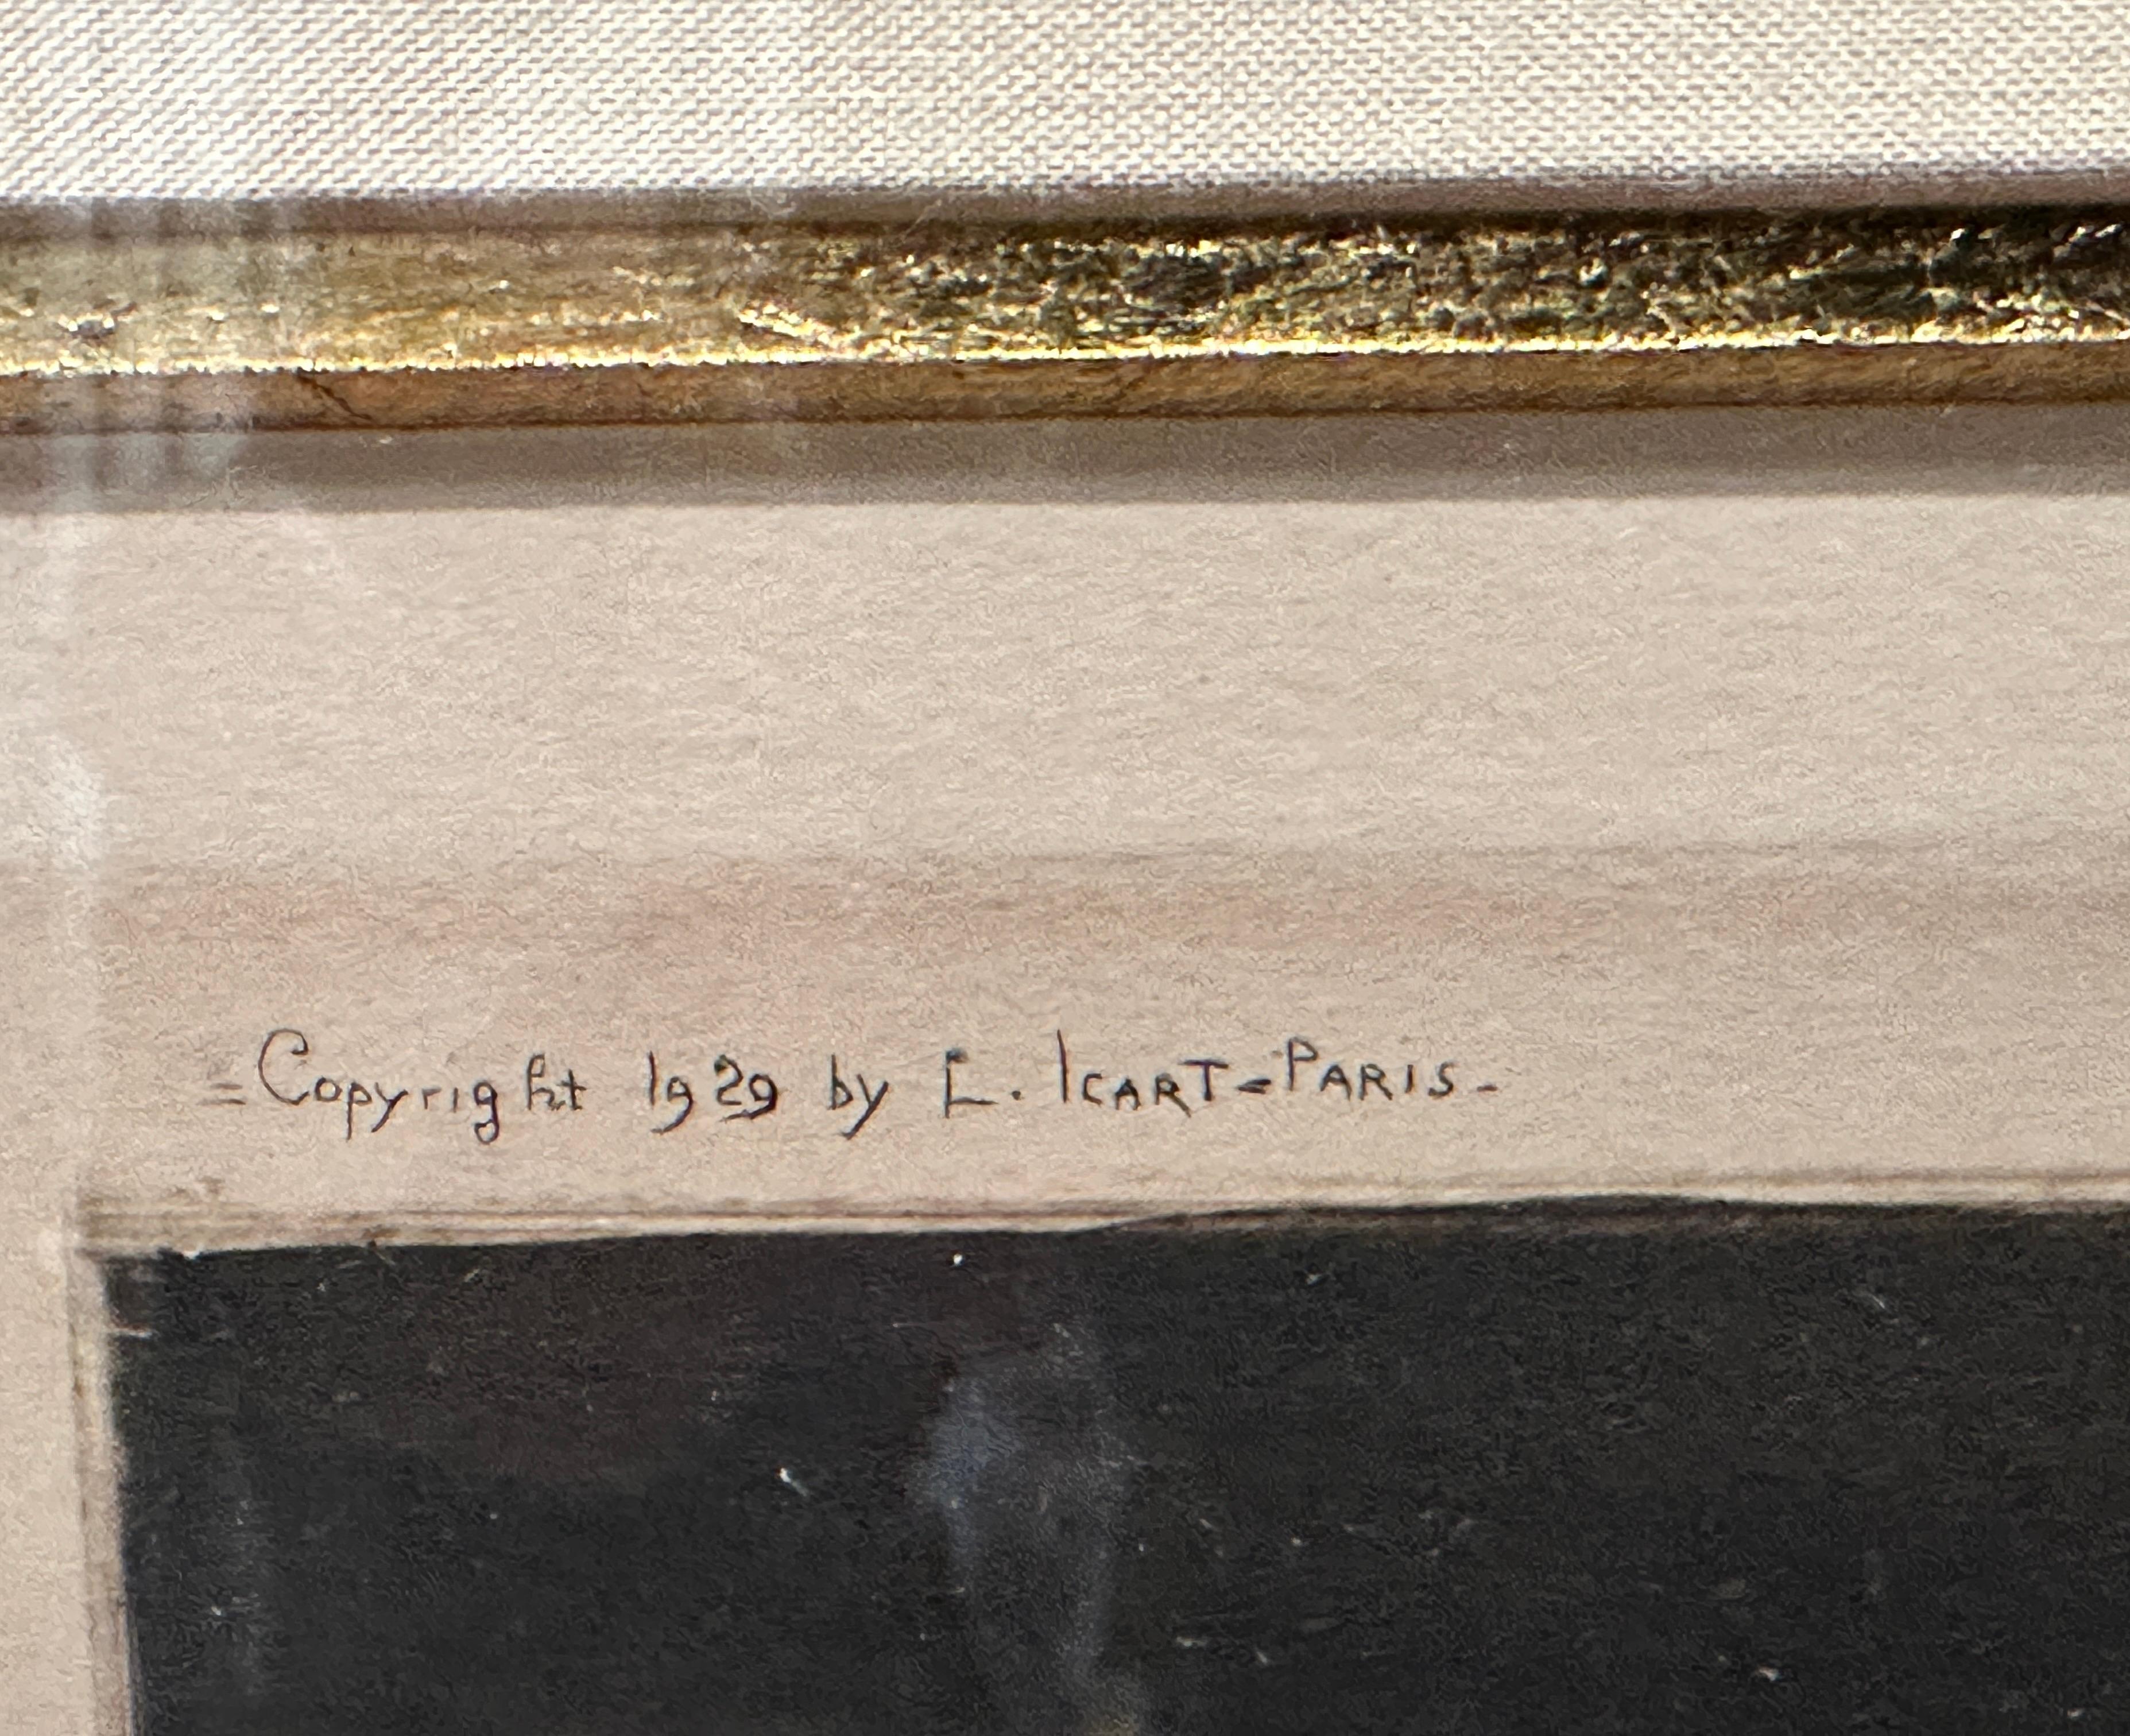 =Copyright 1929 by L. ICART=PARIS-